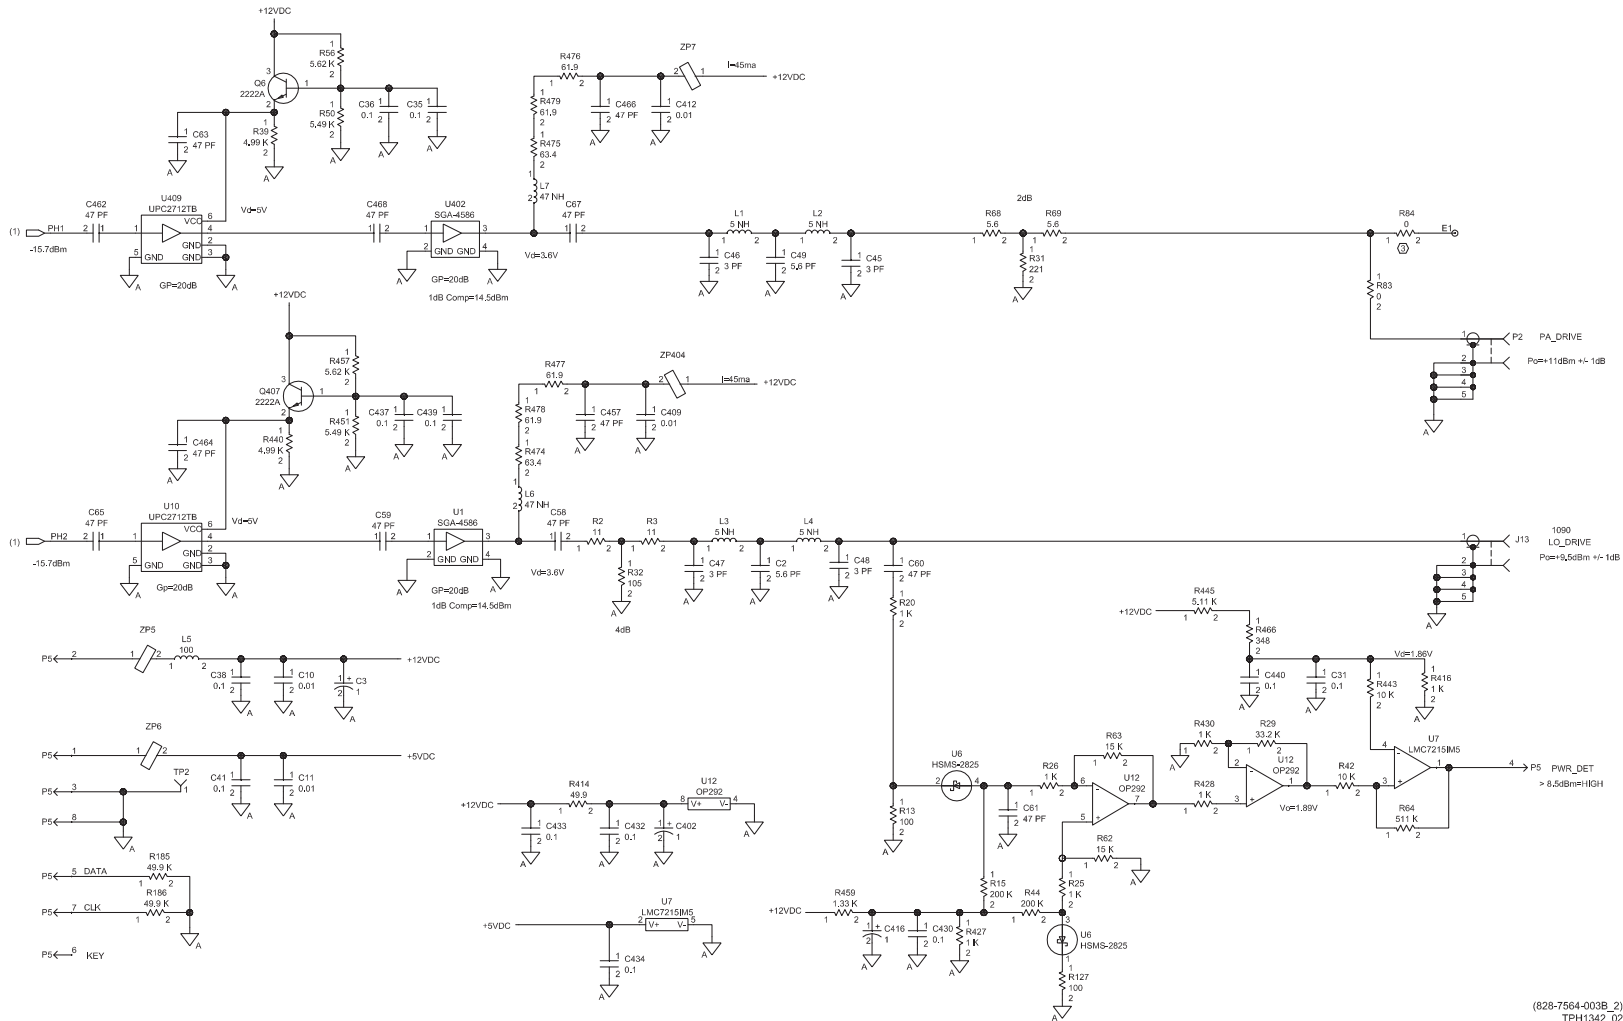 +12VDC
R56
5.62 K
Q6
2222A
R50
5.49 K
C36
0.1
C35
0.1
C63
47 PF
R39
4.99 K
R476
61.9
ZP7
I=45ma
+12VDC
R479
61.9
C466
47 PF
C412
0.01
R475
63.4
L7
47 NH
(1)
PH1
-15.7dBm
C462
47 PF
U409
UPC2712TB
VCC
GND
GND
GND
GP=20dB
Vd=5V
C468
47 PF
U402
SGA-4586
GND GND
GP=20dB
1dB Comp=14.5dBm
Vd=3.6V
C67
47 PF
L1
5 NH
L2
5 NH
C46
3 PF
C49
5.6 PF
C45
3 PF
2dB
R68
5.6
R69
5.6
R31
221
R84
0
3
E1
R83
0
P2 PA_DRIVE
Po=+11dBm +/- 1dB
+12VDC
R457
5.62 K
Q407
2222A
R451
5.49 K
C437
0.1
C439
0.1
C464
47 PF
R440
4.99 K
R477
61.9
ZP404
I=45ma
+12VDC
R478
61.9
C457
47 PF
C409
0.01
R474
63.4
L6
47 NH
(1)
PH2
-15.7dBm
C65
47 PF
U10
UPC2712TB
VCC
GND
GND
GND
Gp=20dB
Vd=5V
C59
47 PF
U1
SGA-4586
GND GND
GP=20dB
1dB Comp=14.5dBm
Vd=3.6V
C58
47 PF
R2
11
R3
11
R32
105
4dB
L3
5 NH
L4
5 NH
C47
3 PF
C2
5.6 PF
C48
3 PF
C60
47 PF
R20
1 K
1090
J13 LO_DRIVE
Po=+9.5dBm +/- 1dB
P5 2
ZP5
L5
100
+12VDC
C38
0.1
C10
0.01
C3
1
P5 1
ZP6
+5VDC
C41
0.1
C11
0.01
P5 3
TP2
P5 8
P5 5 DATA
R185
49.9 K
P5 7 CLK
R186
49.9 K
P5 6 KEY
+12VDC
R414
49.9
U12
OP292
8 V+ V- 4
C433
0.1
C432
0.1
C402
1
+5VDC
U7
LMC7215IM5
2 V+ V- 5
C434
0.1
R445
5.11 K
+12VDC
R466
348
Vd=1.86V
C440
0.1
C31
0.1
R443
10 K
R416
1 K
U6
HSMS-2825
R13
100
C61
47 PF
R26
1 K
R63
15 K
U12
OP292
R62
15 K
R25
1 K
R428
1 K
R430
1 K
R29
33.2 K
U12
OP292
Vo=1.89V
R42
10 K
U7
LMC7215IM5
R64
511 K
4 P5 PWR_DET
> 8.5dBm=HIGH
R15
200 K
R44
200 K
+12VDC
R459
1.33 K
C416
1
C430
0.1
R427
1 K
U6
HSMS-2825
R127
100
(828-7564-003B_2)
TPH1342_02